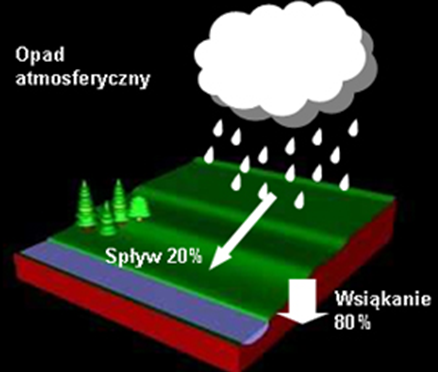 Opad
atmosferyczny
Spływ 20%
Wsiąkanie
80%